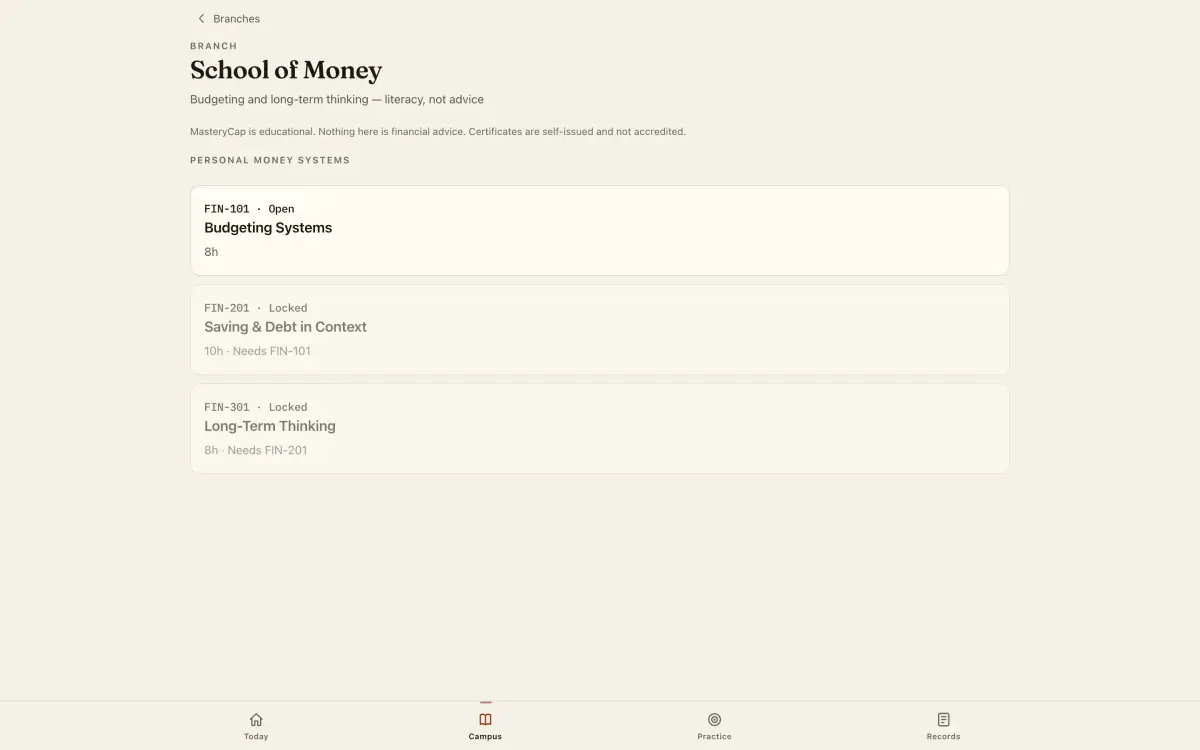 Branches
BRANCH
School of Money
Budgeting and long-term thinking — literacy, not advice
MasteryCap is educational. Nothing here is financial advice. Certificates are self-issued and not accredited.
PERSONAL MONEY SYSTEMS
FIN-101 · Open
Budgeting Systems
8h
FIN-201 · Locked
Saving & Debt in Context
10h · Needs FIN-101
FIN-301 · Locked
Long-Term Thinking
8h · Needs FIN-201
Today
Campus
Practice
Records